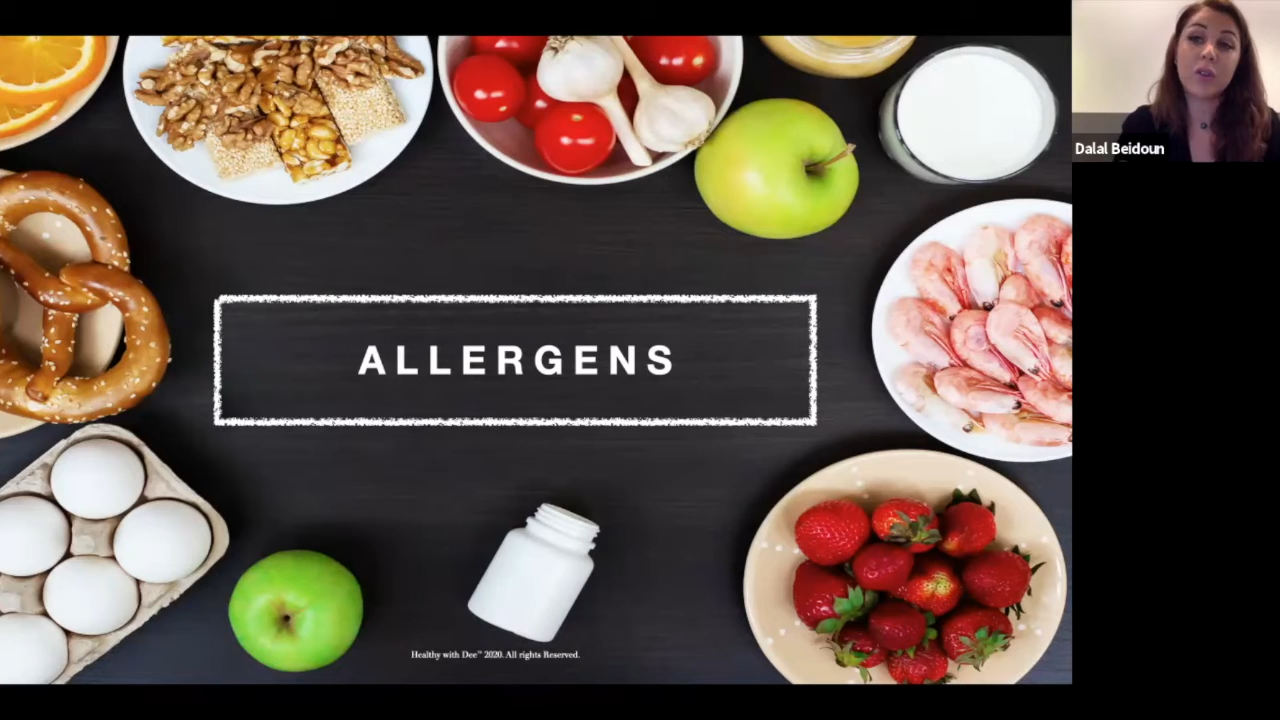 Dalal Beidoun
ALLERGENS
Healthy with Dee™ 2020. All rights Reserved.